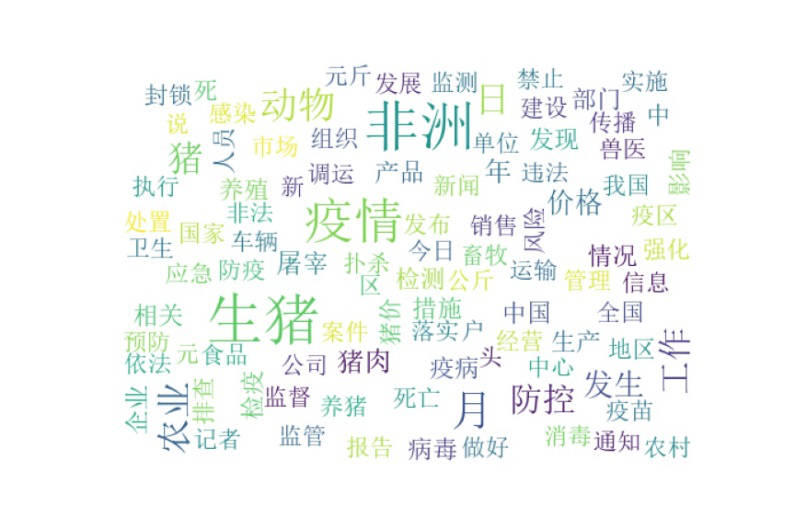 元斤
发展
监测
禁止
实施
封锁
死
动物
非洲
日
建设
部门
中
感染
说
人员
市场
组织
单位
发现
传播
兽医
猪
调运
产品
年
违法
我国
影响
执行
养殖
新
新闻
价格
处置
国家
非法
疫情
发布
销售
风险
疫区
卫生
车辆
今日
畜牧
情况
强化
应急
防疫
屠宰
扑杀
区
检测
公斤
运输
管理
信息
相关
生猪
猪价
措施
中国
全国
预防
元
食品
案件
落实
户
经营
生产
地区
工作
依法
公司
猪肉
疫病
头
中心
企业
农业
排查
检疫
监督
养猪
死亡
月
防控
发生
疫苗
记者
监管
报告
病毒
做好
消毒
通知
农村